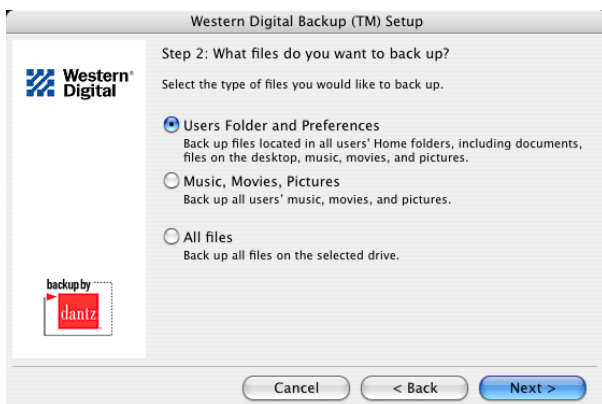 Western Digital Backup (TM) Setup
Western®
Digital
Step 2: What files do you want to back up?
Select the type of files you would like to back up.
Users Folder and Preferences
Back up files located in all users' Home folders, including documents,
files on the desktop, music, movies, and pictures.
Music, Movies, Pictures
Back up all users' music, movies, and pictures.
All files
Back up all files on the selected drive.
backup by
dantz
Cancel
< Back
Next >